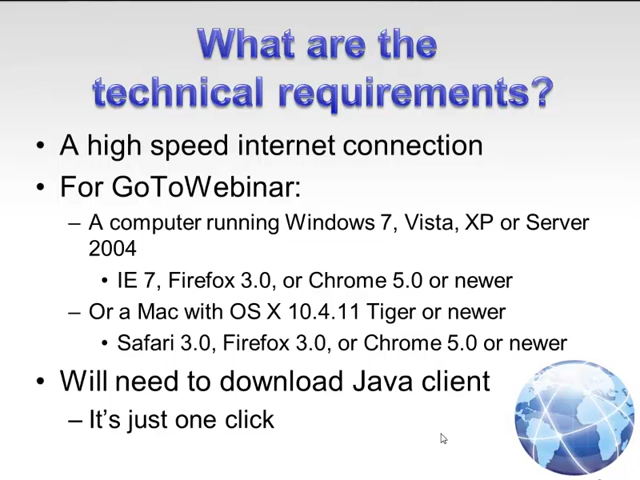 What are the
technical requirements?
• A high speed internet connection
• For GoToWebinar:
– A computer running Windows 7, Vista, XP or Server
2004
• IE 7, Firefox 3.0, or Chrome 5.0 or newer
– Or a Mac with OS X 10.4.11 Tiger or newer
• Safari 3.0, Firefox 3.0, or Chrome 5.0 or newer
• Will need to download Java client
– It’s just one click